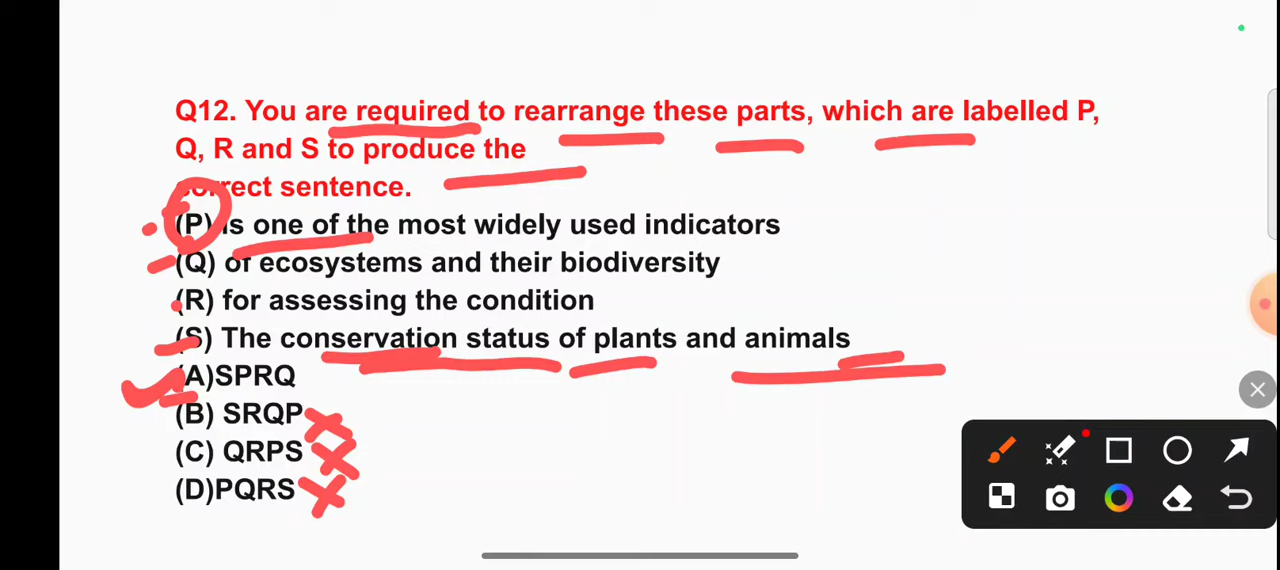 Q12. You are required to rearrange these parts, which are labelled P,
Q, R and S to produce the
correct sentence.
(P) is one of the most widely used indicators
(Q) of ecosystems and their biodiversity
(R) for assessing the condition
(S) The conservation status of plants and animals
(A)SPRQ
(B) SRQP
(C) QRPS
(D)PQRS